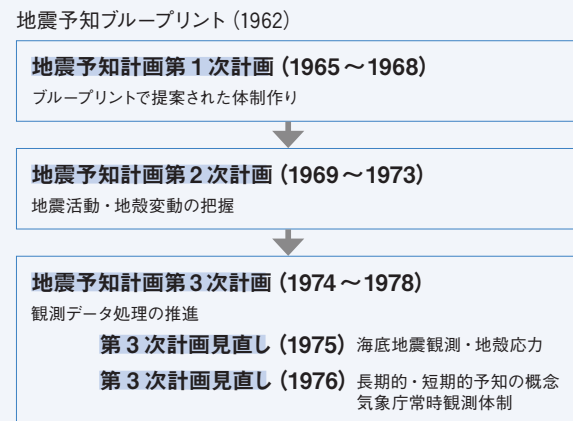 地震予知ブループリント（1962）
地震予知計画第1次計画（1965～1968）
ブループリントで提案された体制作り
地震予知計画第2次計画（1969～1973）
地震活動・地殻変動の把握
地震予知計画第3次計画（1974～1978）
観測データ処理の推進
第3次計画見直し（1975）海底地震観測・地殻応力
第3次計画見直し（1976）長期的・短期的予知の概念
気象庁常時観測体制